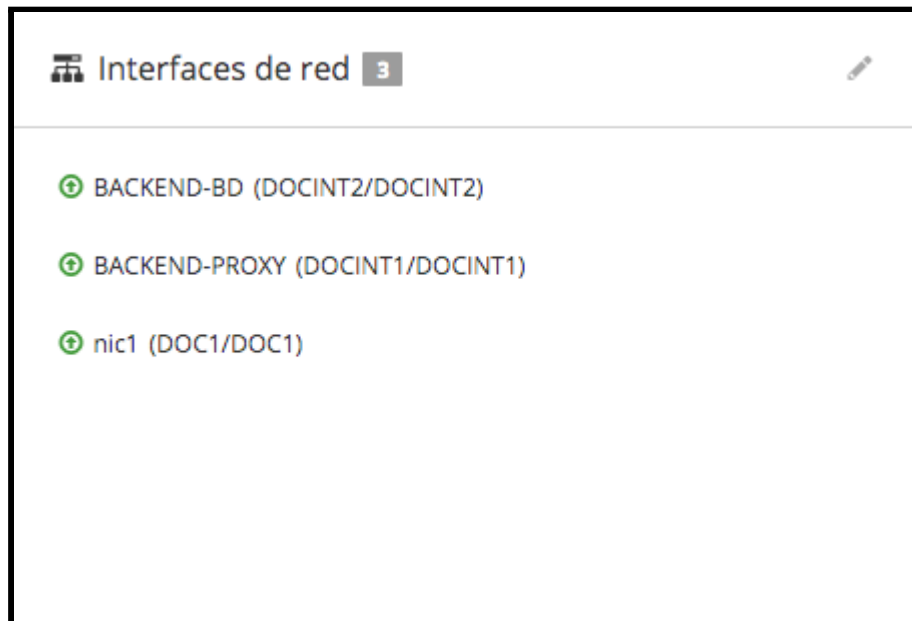 Interfaces de red 3
BACKEND-BD (DOCINT2/DOCINT2)
BACKEND-PROXY (DOCINT1/DOCINT1)
nic1 (DOC1/DOC1)